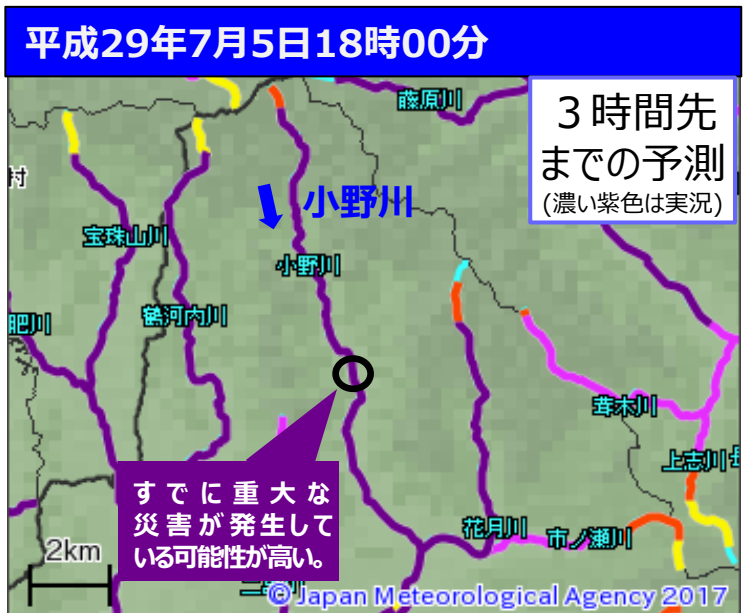 平成29年7月5日18時00分
3時間先
までの予測
(濃い紫色は実況)
藤原川
村
小野川
宝珠山川
小野川
鶴河内川
肥川
茸木川
上志川
すでに重大な
災害が発生して
いる可能性が高い。
花月川
市ノ瀬川
2km
© Japan Meteorological Agency 2017